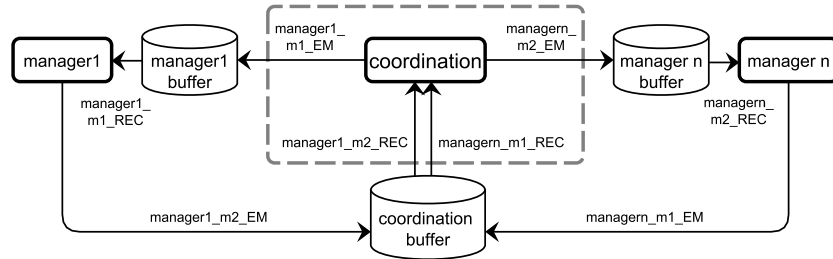 manager1_
m1_EM
managern_
m2_EM
manager1
manager1
buffer
coordination
manager n
buffer
manager n
manager1_
m1_REC
managern_
m2_REC
manager1_m2_REC
managern_m1_REC
manager1_m2_EM
coordination
buffer
managern_m1_EM